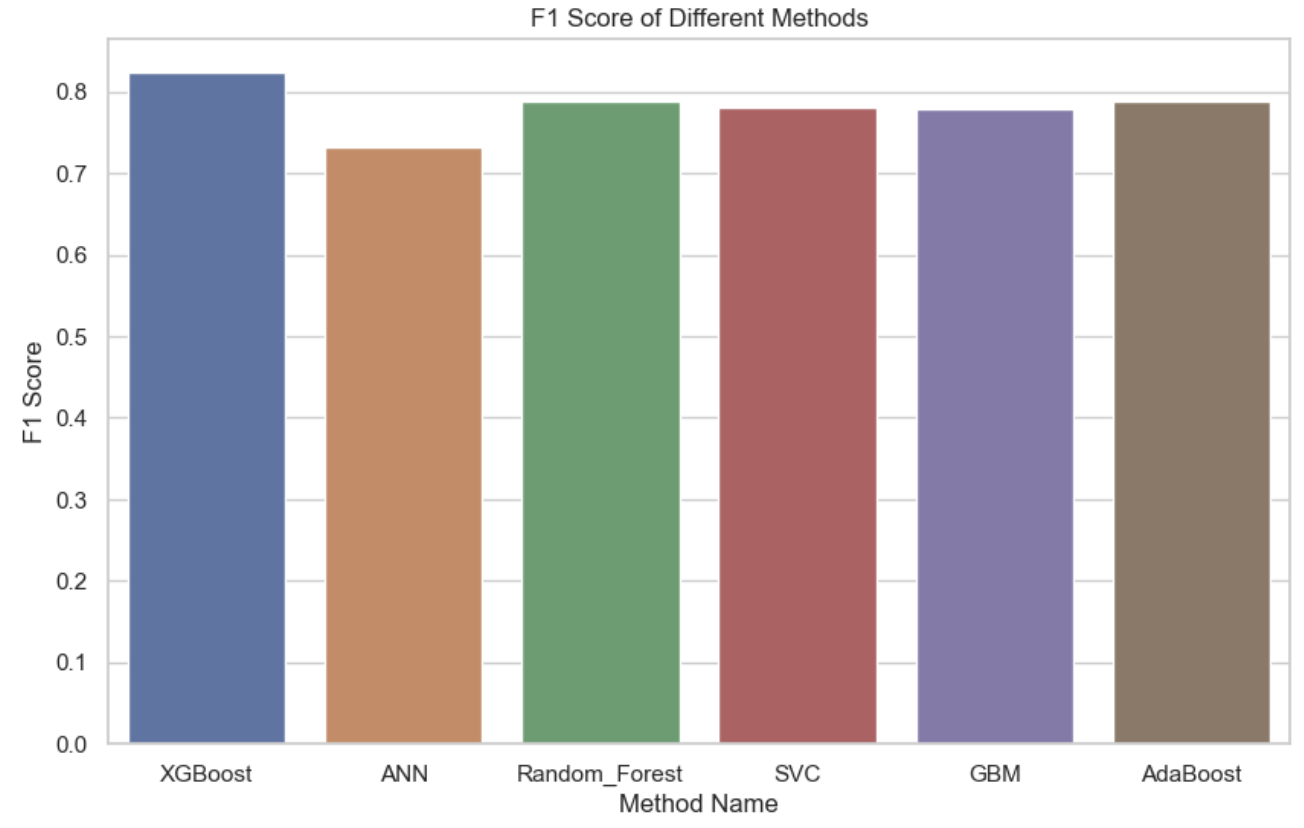 F1 Score of Different Methods
F1 Score
0.8
0.7
0.6
0.5
0.4
0.3
0.2
0.1
0.0
XGBoost ANN Random_Forest SVC GBM AdaBoost
Method Name